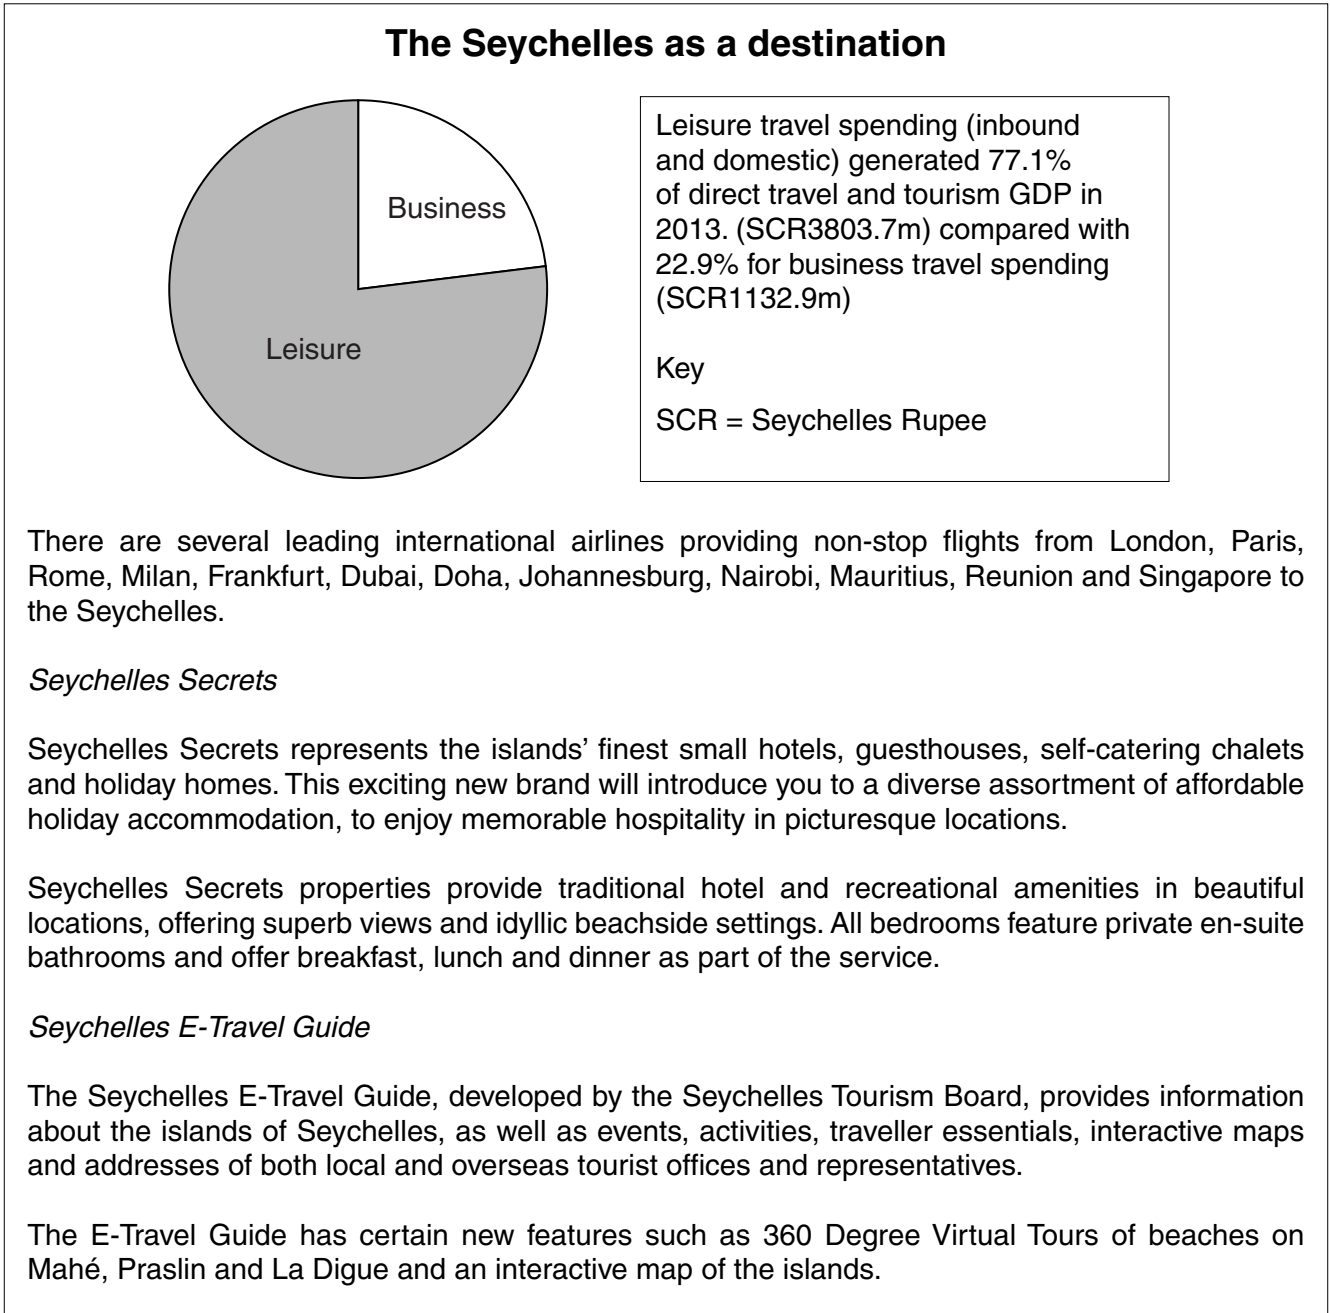 The Seychelles as a destination
Business
Leisure
Leisure travel spending (inbound
and domestic) generated 77.1%
of direct travel and tourism GDP in
2013. (SCR3803.7m) compared with
22.9% for business travel spending
(SCR1132.9m)
Key
SCR = Seychelles Rupee
There are several leading international airlines providing non-stop flights from London, Paris,
Rome, Milan, Frankfurt, Dubai, Doha, Johannesburg, Nairobi, Mauritius, Reunion and Singapore to
the Seychelles.
Seychelles Secrets
Seychelles Secrets represents the islands’ finest small hotels, guesthouses, self-catering chalets
and holiday homes. This exciting new brand will introduce you to a diverse assortment of affordable
holiday accommodation, to enjoy memorable hospitality in picturesque locations.
Seychelles Secrets properties provide traditional hotel and recreational amenities in beautiful
locations, offering superb views and idyllic beachside settings. All bedrooms feature private en-suite
bathrooms and offer breakfast, lunch and dinner as part of the service.
Seychelles E-Travel Guide
The Seychelles E-Travel Guide, developed by the Seychelles Tourism Board, provides information
about the islands of Seychelles, as well as events, activities, traveller essentials, interactive maps
and addresses of both local and overseas tourist offices and representatives.
The E-Travel Guide has certain new features such as 360 Degree Virtual Tours of beaches on
Mahé, Praslin and La Digue and an interactive map of the islands.